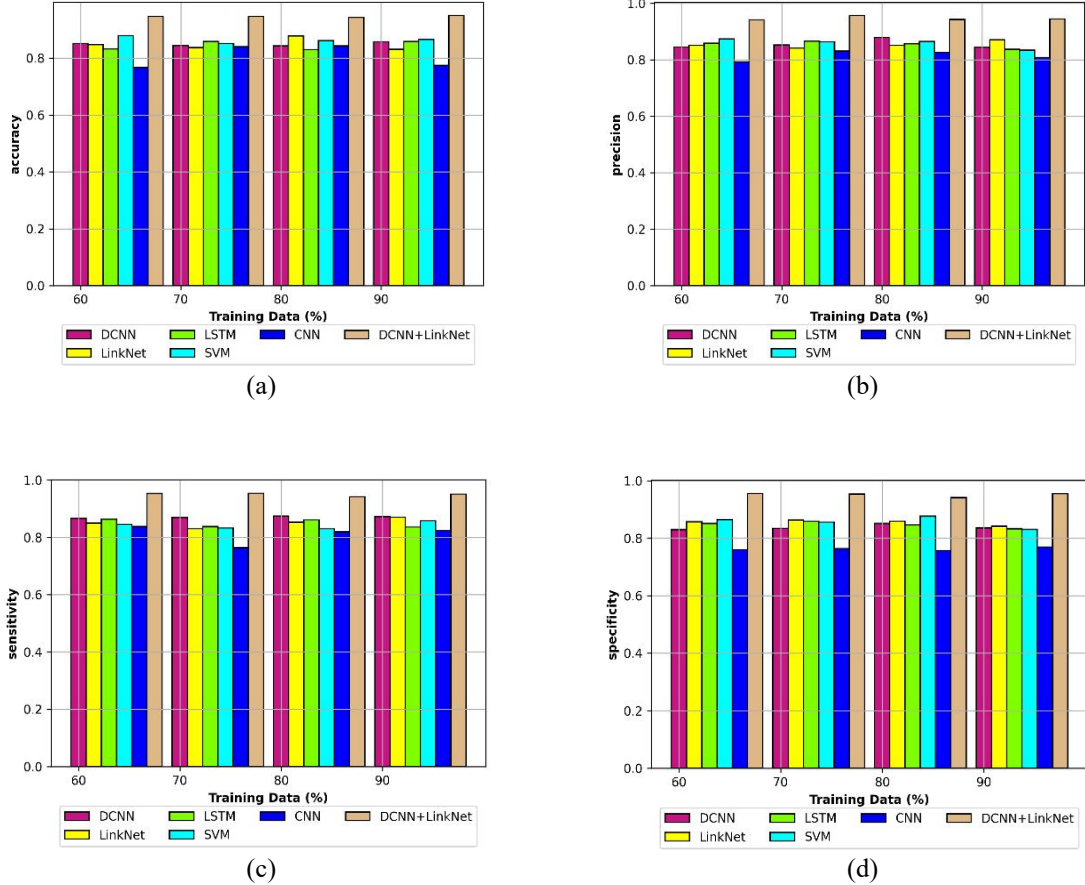 0.8
0.6
0.4
0.2
0.0
accuracy
60 70 80 90
Training Data (%)
DCNN LSTM CNN DCNN+LinkNet
LinkNet SVM
(a)
0.8
0.6
0.4
0.2
0.0
precision
60 70 80 90
Training Data (%)
DCNN LSTM CNN DCNN+LinkNet
LinkNet SVM
(b)
1.0
0.8
0.6
0.4
0.2
0.0
sensitivity
60 70 80 90
Training Data (%)
DCNN LSTM CNN DCNN+LinkNet
LinkNet SVM
(c)
1.0
0.8
0.6
0.4
0.2
0.0
specificity
60 70 80 90
Training Data (%)
DCNN LSTM CNN DCNN+LinkNet
LinkNet SVM
(d)